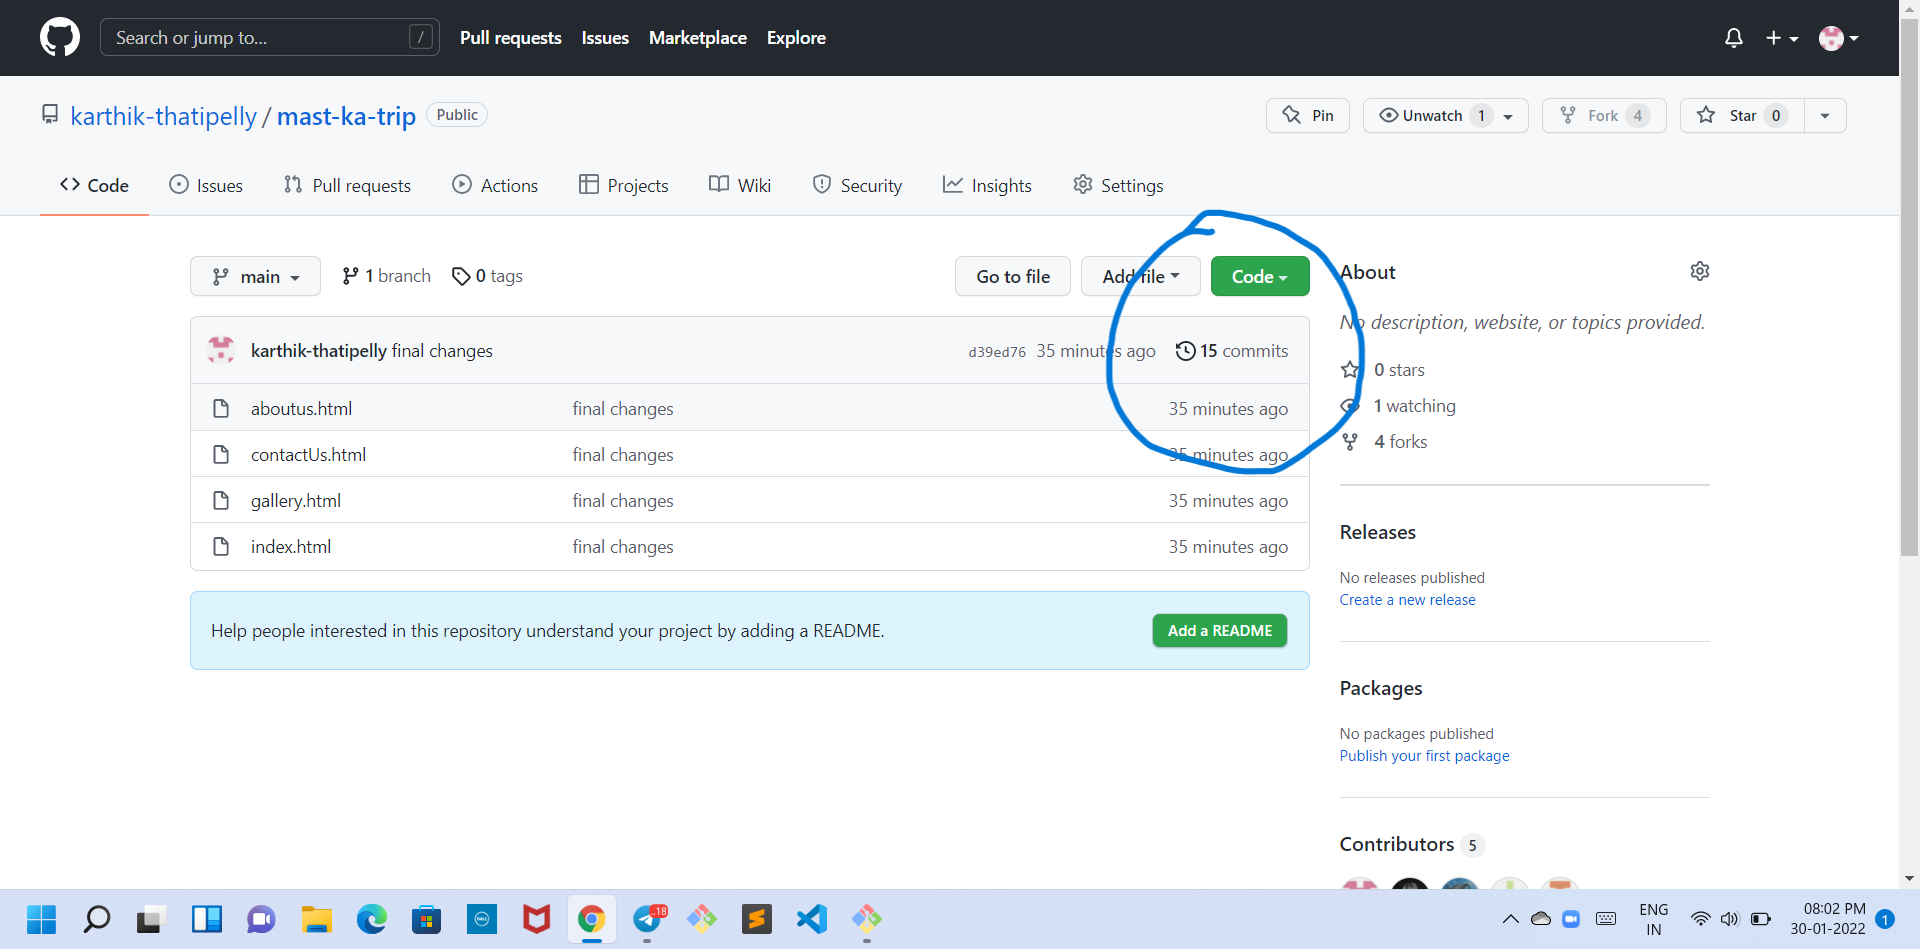 Search or jump to... /
Pull requests Issues Marketplace Explore
karthik-thatipelly / mast-ka-trip Public
Pin Unwatch 1 Fork 4 Star 0
Code Issues Pull requests Actions Projects Wiki Security Insights Settings
main 1 branch 0 tags Go to file Add file Code
karthik-thatipelly final changes d39ed76 35 minutes ago 15 commits
aboutus.html final changes 35 minutes ago
contactUs.html final changes 35 minutes ago
gallery.html final changes 35 minutes ago
index.html final changes 35 minutes ago
Help people interested in this repository understand your project by adding a README. Add a README
About
No description, website, or topics provided.
0 stars
1 watching
4 forks
Releases
No releases published
Create a new release
Packages
No packages published
Publish your first package
Contributors 5
DELL
..18
ENG
IN
08:02 PM
30-01-2022
1